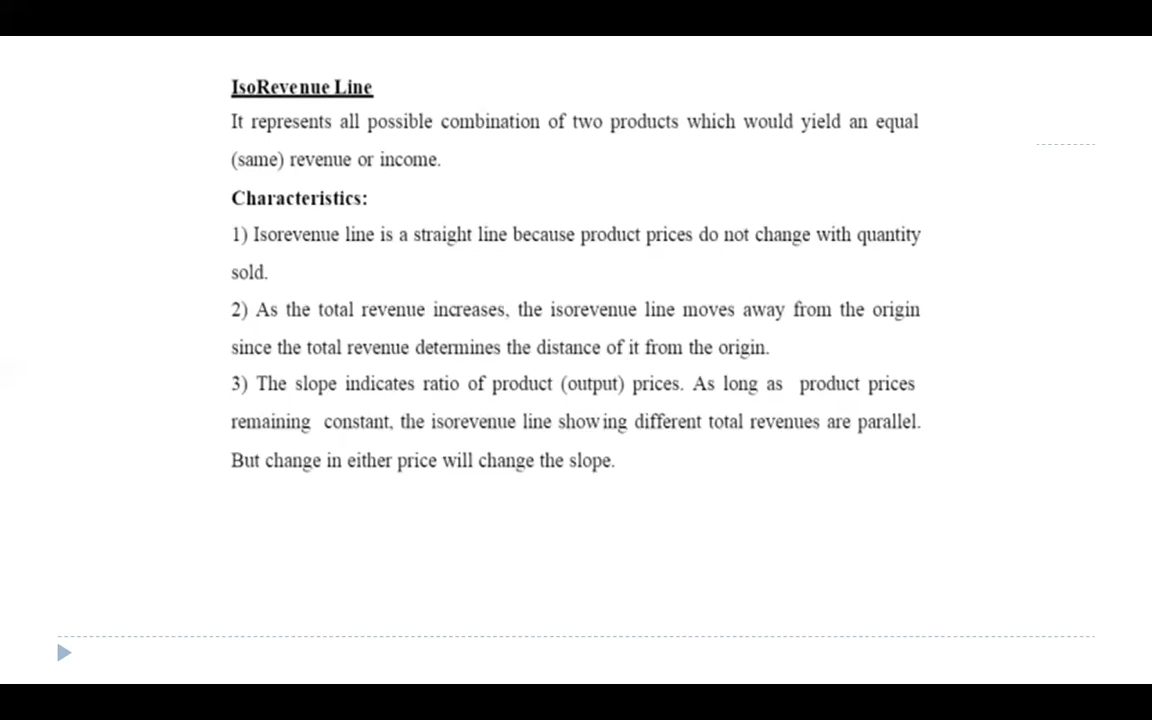 IsoRevenue Line
It represents all possible combination of two products which would yield an equal
(same) revenue or income.
Characteristics:
1) Isorevenue line is a straight line because product prices do not change with quantity
sold.
2) As the total revenue increases, the isorevenue line moves away from the origin
since the total revenue determines the distance of it from the origin.
3) The slope indicates ratio of product (output) prices. As long as product prices
remaining constant, the isorevenue line showing different total revenues are parallel.
But change in either price will change the slope.